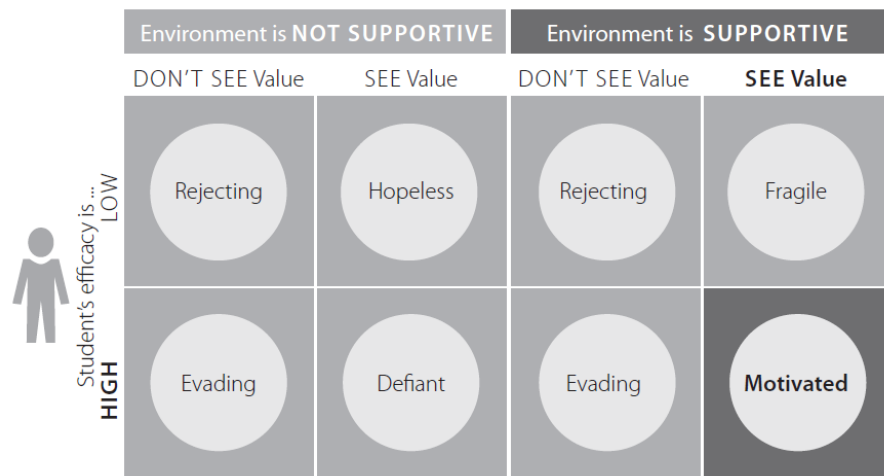 Environment is NOT SUPPORTIVE
Environment is SUPPORTIVE
DON'T SEE Value
SEE Value
DON'T SEE Value
SEE Value
Student's efficacy is ...
LOW
Rejecting
Hopeless
Rejecting
Fragile
HIGH
Evading
Defiant
Evading
Motivated